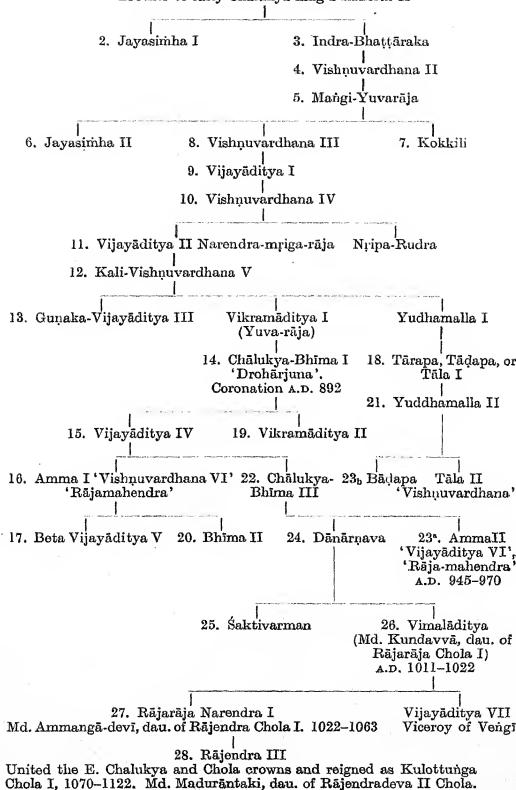 2. Jayasiṁha I 3. Indra-Bhaṭṭāraka
4. Vishṇuvardhana II
5. Maṅgi-Yuvarāja
6. Jayasiṁha II 8. Vishṇuvardhana III 7. Kokkili
9. Vijayāditya I
10. Vishṇuvardhana IV
11. Vijayāditya II Narendra-mṛiga-rāja Nṛipa-Rudra
12. Kali-Vishṇuvardhana V
13. Guṇaka-Vijayāditya III Vikramāditya I Yudhamalla I
(Yuva-rāja)
14. Chālukya-Bhīma I 18. Tārapa, Tāḍapa, or
'Drohārjuna'. Tāla I
Coronation A.D. 892 21. Yuddhamalla II
15. Vijayāditya IV 19. Vikramāditya II
16. Amma I 'Vishṇuvardhana VI' 22. Chālukya- 23b Bāḍapa Tāla II
'Rājamahendra' Bhīma III 'Vishṇuvardhana'
17. Beta Vijayāditya V 20. Bhīma II 24. Dānārṇava 23ª. AmmaII
'Vijayāditya VI',
'Rāja-mahendra'
A.D. 945–970
25. Śaktivarman 26. Vimalāditya
(Md. Kundavvā, dau. of
Rājarāja Chola I)
A.D. 1011–1022
27. Rājarāja Narendra I Vijayāditya VII
Md. Ammangā-devī, dau. of Rājendra Chola I. 1022–1063 Viceroy of Veṅgī
28. Rājendra III
United the E. Chalukya and Chola crowns and reigned as Kulottuṅga
Chola I, 1070–1122. Md. Madurāntaki, dau. of Rājendradeva II Chola.